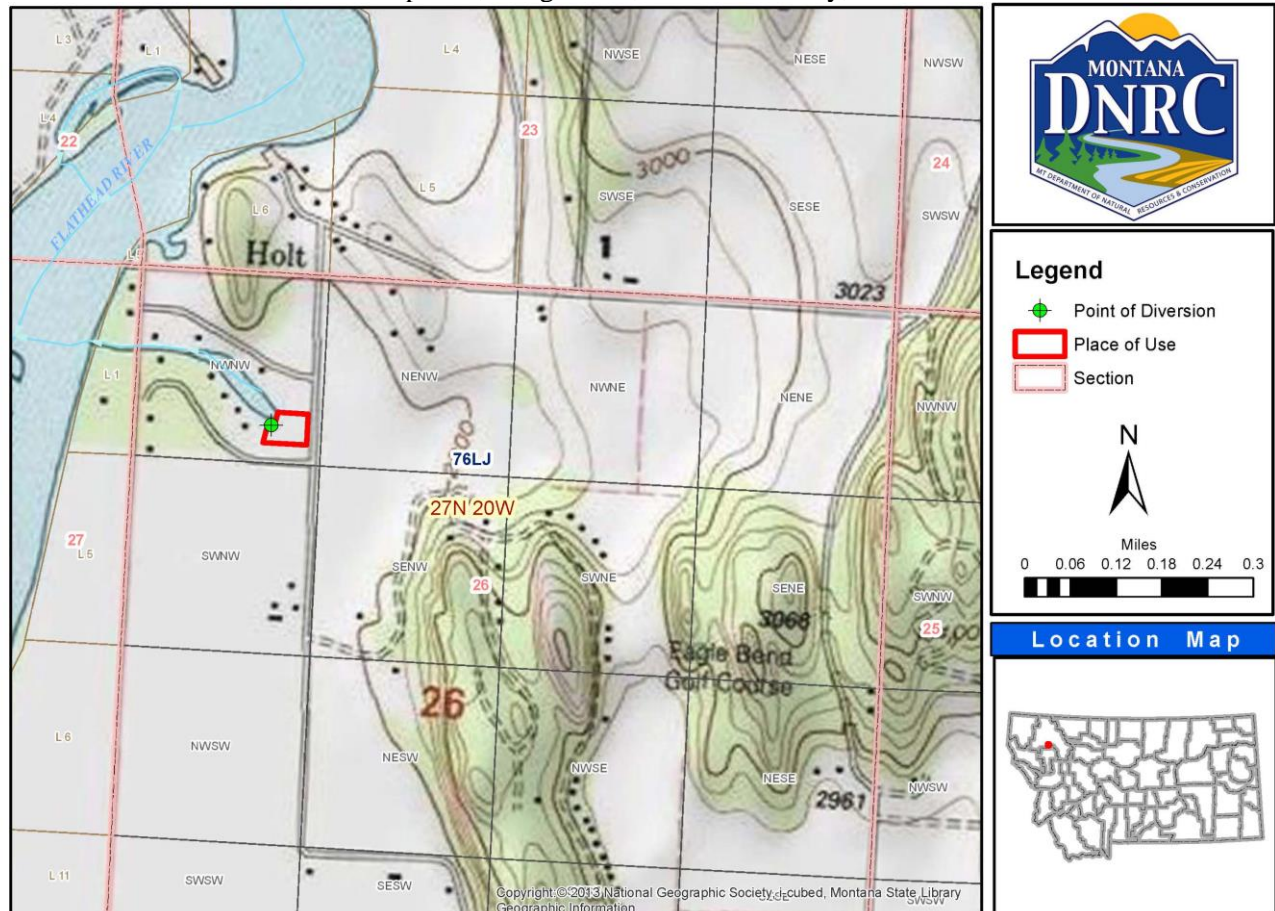 L 3
L 1
L 4
NWSE
NESE
NWSW
L 4
22
23
24
FLATHEAD RIVER
3000
L 5
L 6
SWSE
SESE
SWSW
Holt
3023
L 1
NWNW
NENW
NWNE
NENE
NWNW
76LJ
27N 20W
27
L 5
SWNW
SENW
26
SWNE
SENE
3068
SWNW
25
Eagle Bend
Golf Course
26
L 6
NWSW
NESW
NWSE
NESE
NWSW
2961
L 11
SWSW
SESW
SWSW
Copyright:© 2013 National Geographic Society, i-cubed, Montana State Library
Geographic Information
MONTANA
DNRC
MT DEPARTMENT OF NATURAL RESOURCES & CONSERVATION
Legend
Point of Diversion
Place of Use
Section
N
Miles
0 0.06 0.12 0.18 0.24 0.3
Location Map